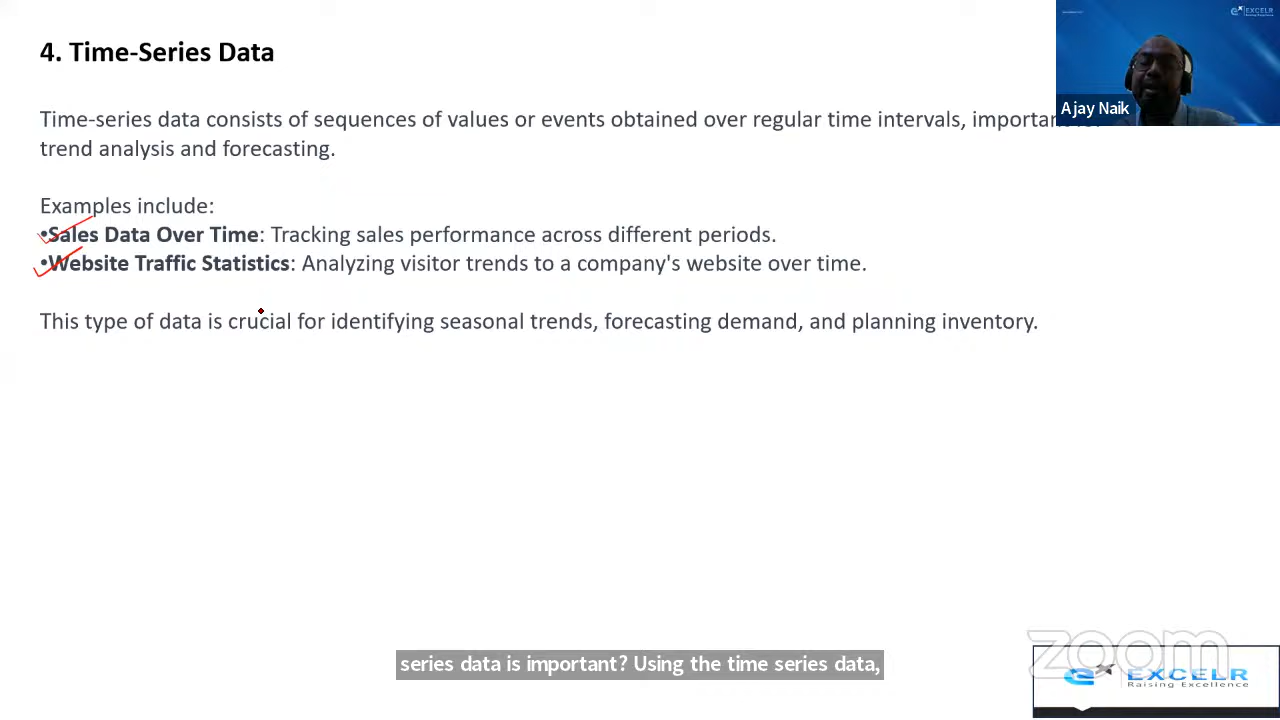 4. Time-Series Data
EXCELR
Raising Excellence
Ajay Naik
Time-series data consists of sequences of values or events obtained over regular time intervals, important
trend analysis and forecasting.
Examples include:
•Sales Data Over Time: Tracking sales performance across different periods.
•Website Traffic Statistics: Analyzing visitor trends to a company's website over time.
This type of data is crucial for identifying seasonal trends, forecasting demand, and planning inventory.
series data is important? Using the time series data,
zoom
EXCELR
Raising Excellence